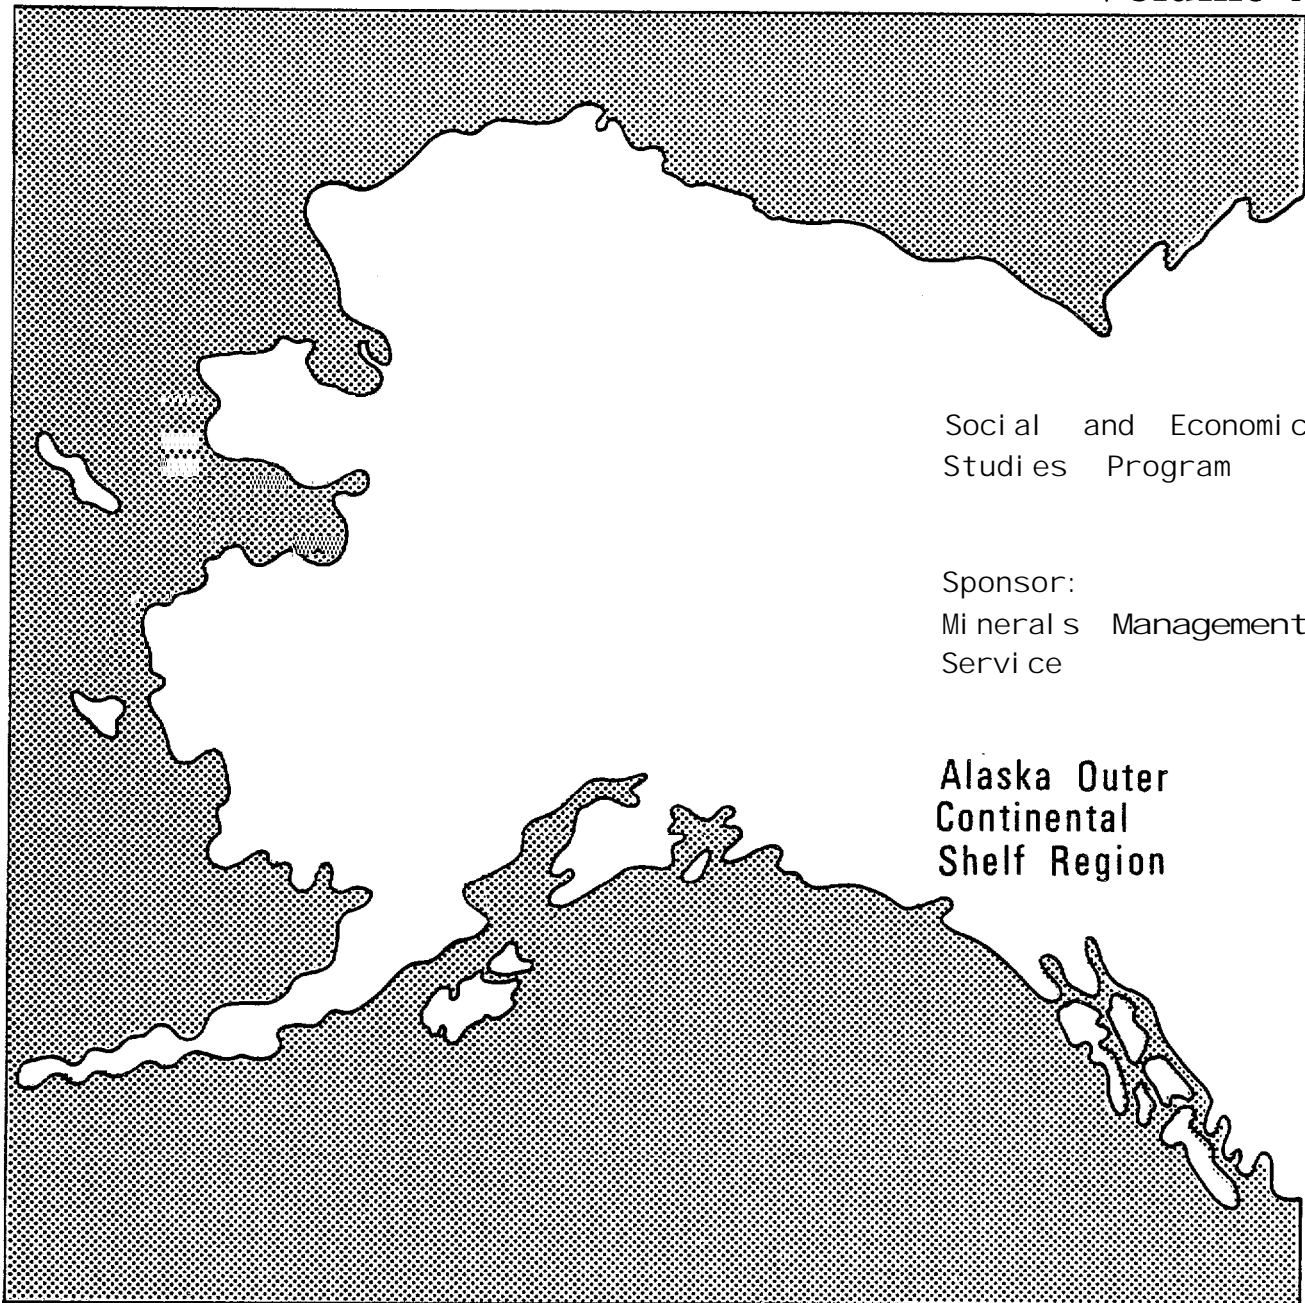 Social and Economic
Studies Program
Sponsor:
Minerals Management
Service
Alaska Outer
Continental
Shelf Region